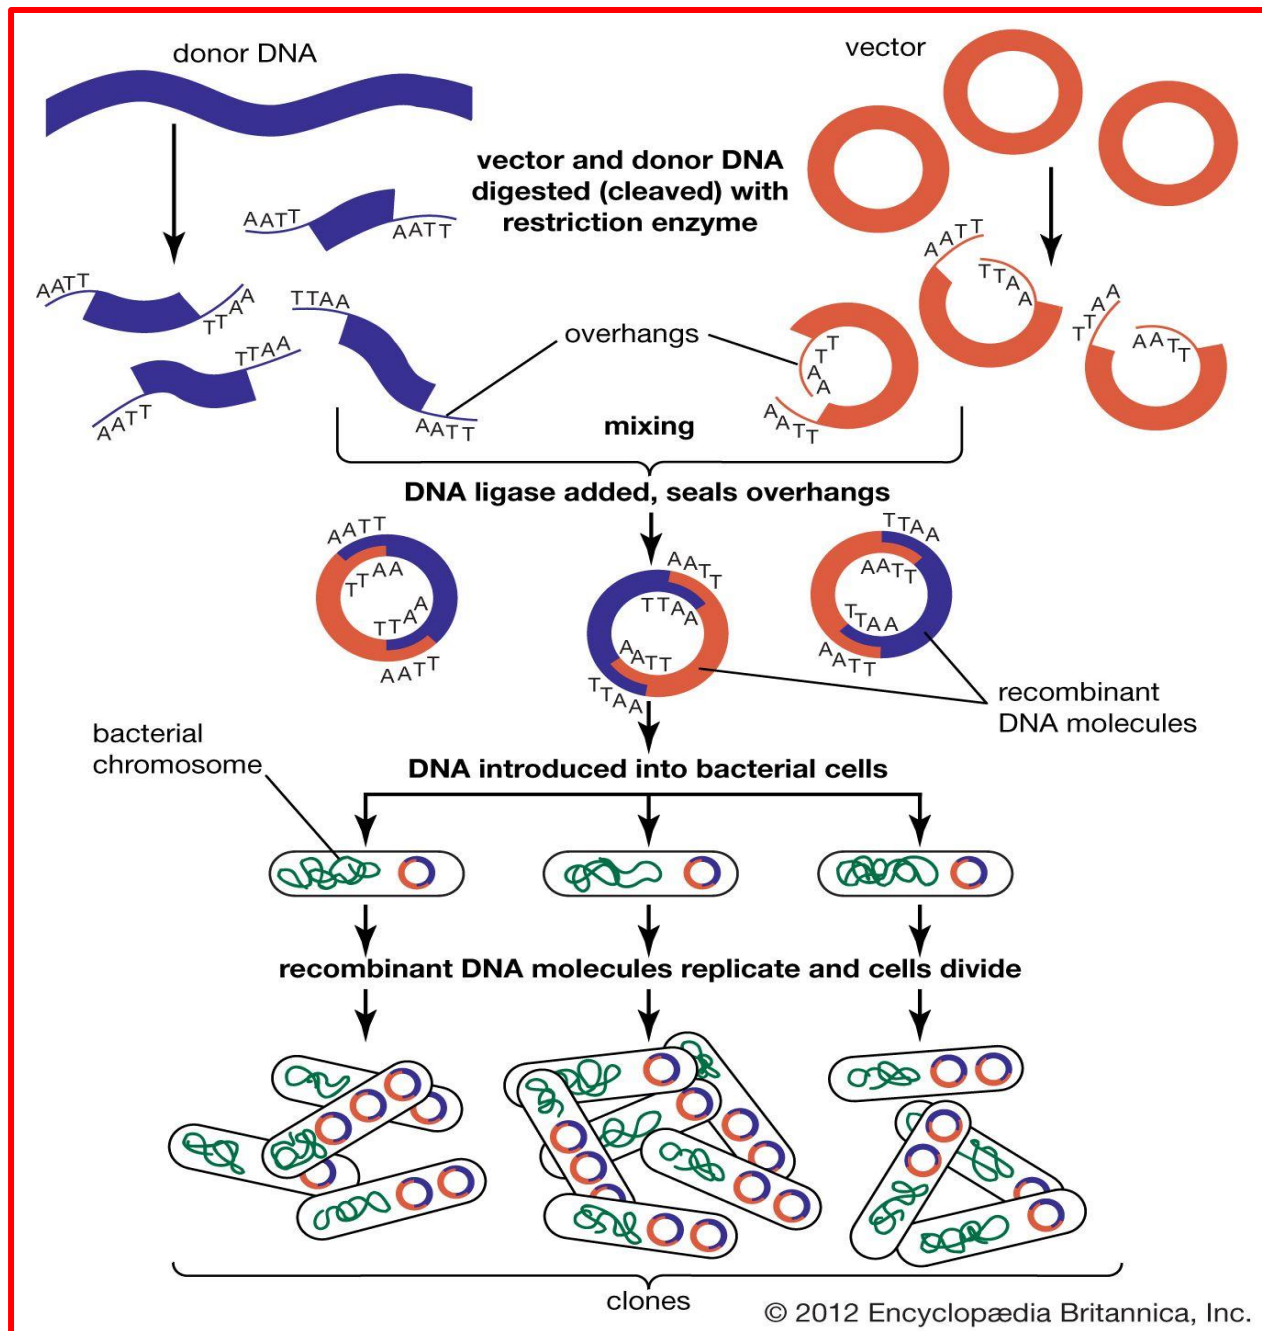 donor DNA
vector
vector and donor DNA
digested (cleaved) with
restriction enzyme
AATT
AATT
AATT
TTAA
TTAA
AATT
TTAA
AATT
overhangs
AATT
TTAA
TTAA
AATT
TTAA
AATT
mixing
DNA ligase added, seals overhangs
AATT
TTAA
TTAA
AATT
AATT
TTAA
AATT
TTAA
TTAA
AATT
TTAA
AATT
recombinant
DNA molecules
bacterial
chromosome
DNA introduced into bacterial cells
recombinant DNA molecules replicate and cells divide
clones
© 2012 Encyclopædia Britannica, Inc.